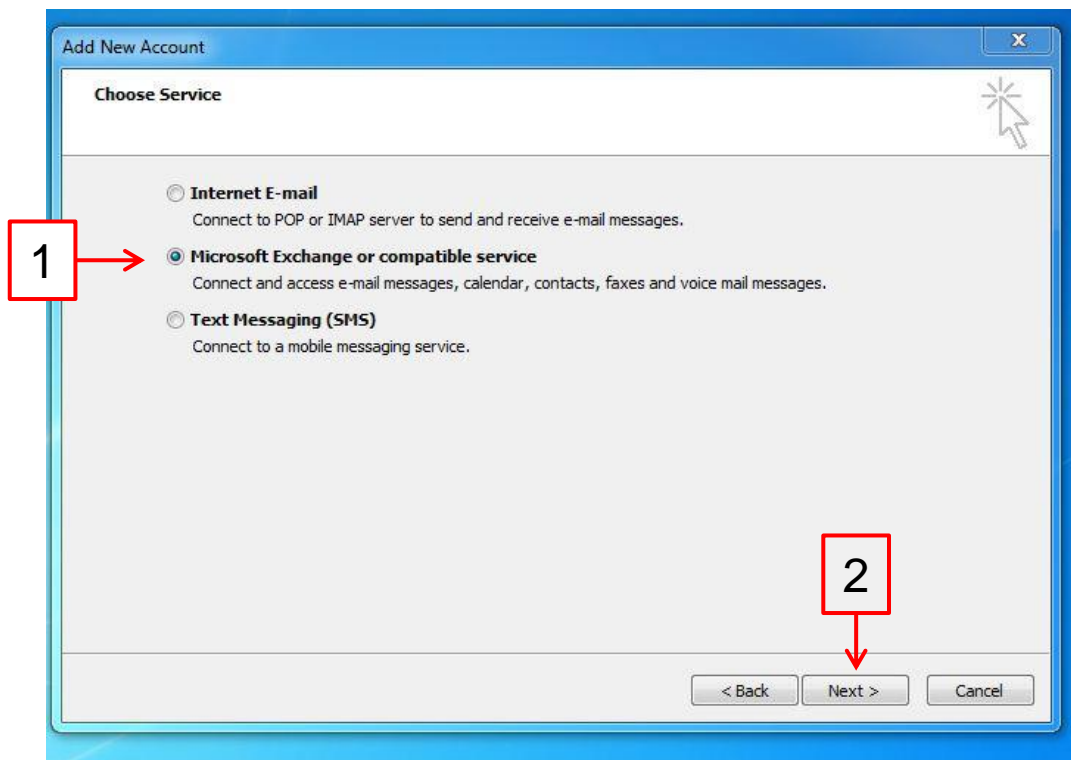 Add New Account
Choose Service
Internet E-mail
Connect to POP or IMAP server to send and receive e-mail messages.
1
Microsoft Exchange or compatible service
Connect and access e-mail messages, calendar, contacts, faxes and voice mail messages.
Text Messaging (SMS)
Connect to a mobile messaging service.
2
< Back Next > Cancel